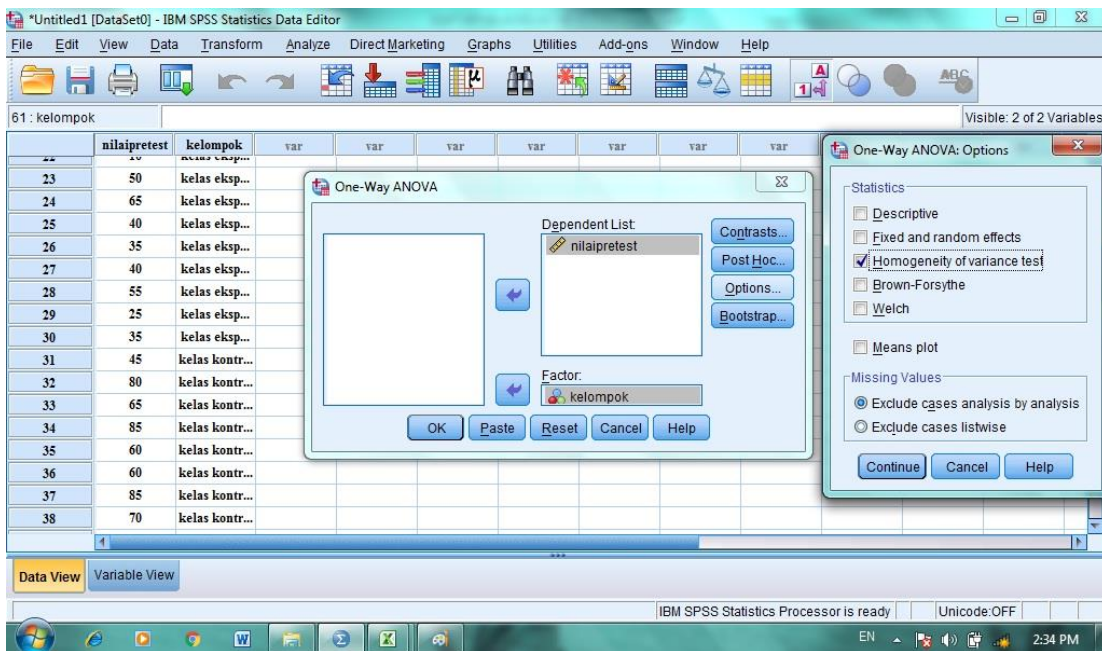 *Untitled1 [DataSet0] - IBM SPSS Statistics Data Editor
File Edit View Data Transform Analyze Direct Marketing Graphs Utilities Add-ons Window Help
61 : kelompok
Visible: 2 of 2 Variables
nilaipretest kelompok var var var var var var var
23 50 kelas eksp...
24 65 kelas eksp...
25 40 kelas eksp...
26 35 kelas eksp...
27 40 kelas eksp...
28 55 kelas eksp...
29 25 kelas eksp...
30 35 kelas eksp...
31 45 kelas kontr...
32 80 kelas kontr...
33 65 kelas kontr...
34 85 kelas kontr...
35 60 kelas kontr...
36 60 kelas kontr...
37 85 kelas kontr...
38 70 kelas kontr...
One-Way ANOVA
Dependent List:
nilaipretest
Contrasts...
Post Hoc...
Options...
Bootstrap...
Factor:
kelompok
OK Paste Reset Cancel Help
One-Way ANOVA: Options
Statistics
Descriptive
Fixed and random effects
Homogeneity of variance test
Brown-Forsythe
Welch
Means plot
Missing Values
Exclude cases analysis by analysis
Exclude cases listwise
Continue Cancel Help
Data View Variable View
IBM SPSS Statistics Processor is ready Unicode:OFF
EN 2:34 PM